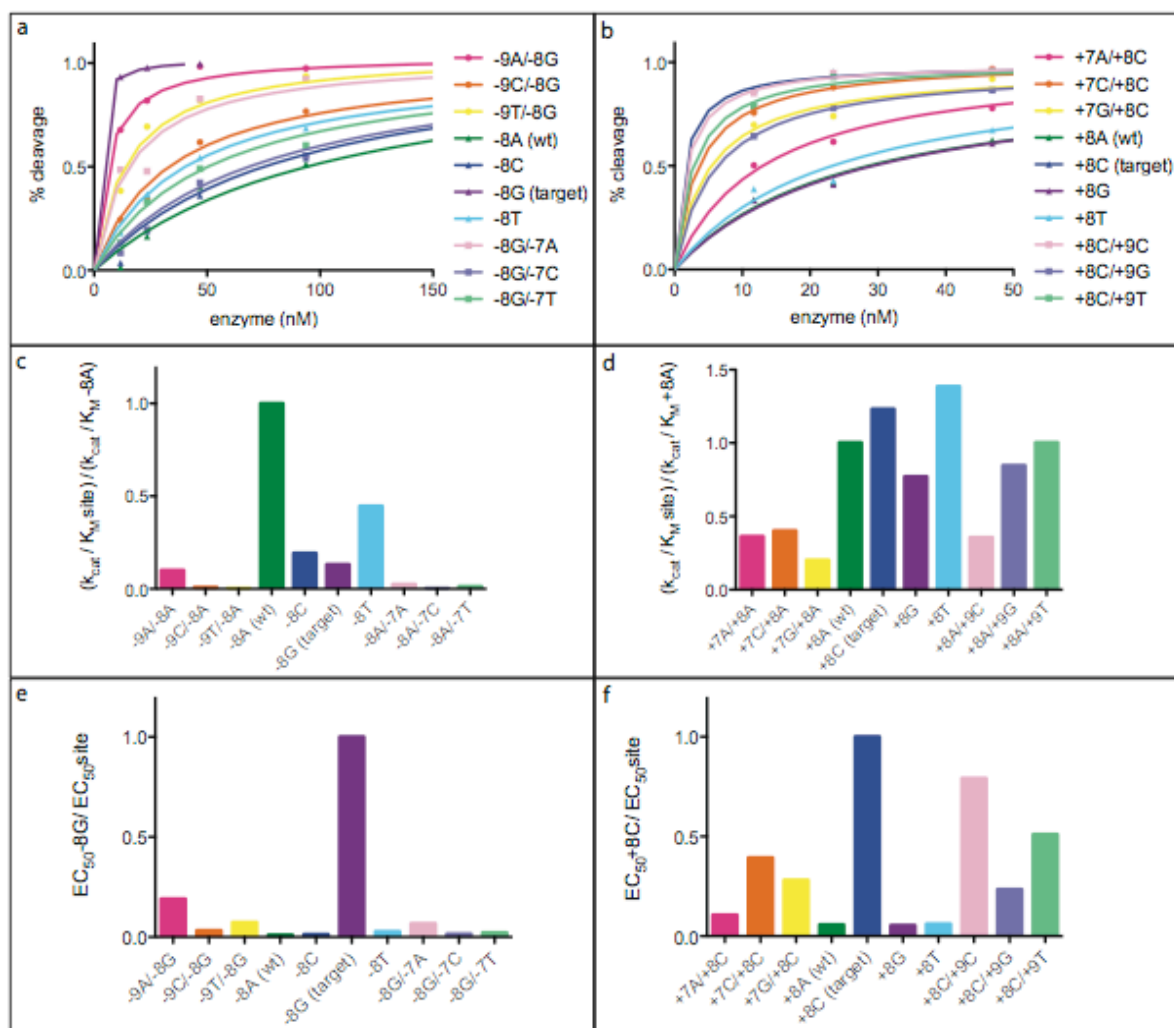 a
% cleavage
1.0
0.5
0.0
0
50
100
150
enzyme (nM)
-9A/-8G
-9C/-8G
-9T/-8G
-8A (wt)
-8C
-8G (target)
-8T
-8G/-7A
-8G/-7C
-8G/-7T
b
% cleavage
1.0
0.5
0.0
0
10
20
30
40
50
enzyme (nM)
+7A/+8C
+7C/+8C
+7G/+8C
+8A (wt)
+8C (target)
+8G
+8T
+8C/+9C
+8C/+9G
+8C/+9T
c
(kcat / KM site) / (kcat / KM -8A)
1.0
0.5
0.0
-9A/-8A
-9C/-8A
-9T/-8A
-8A (wt)
-8C
-8G (target)
-8T
-8A/-7A
-8A/-7C
-8A/-7T
d
(kcat / KM site) / (kcat / KM +8A)
1.5
1.0
0.5
0.0
+7A/+8A
+7C/+8A
+7G/+8A
+8A (wt)
+8C (target)
+8G
+8T
+8A/+9C
+8A/+9G
+8A/+9T
e
EC50-8G/ EC50site
1.0
0.5
0.0
-9A/-8G
-9C/-8G
-9T/-8G
-8A (wt)
-8C
-8G (target)
-8T
-8G/-7A
-8G/-7C
-8G/-7T
f
EC50+8C/ EC50site
1.0
0.5
0.0
+7A/+8C
+7C/+8C
+7G/+8C
+8A (wt)
+8C (target)
+8G
+8T
+8C/+9C
+8C/+9G
+8C/+9T